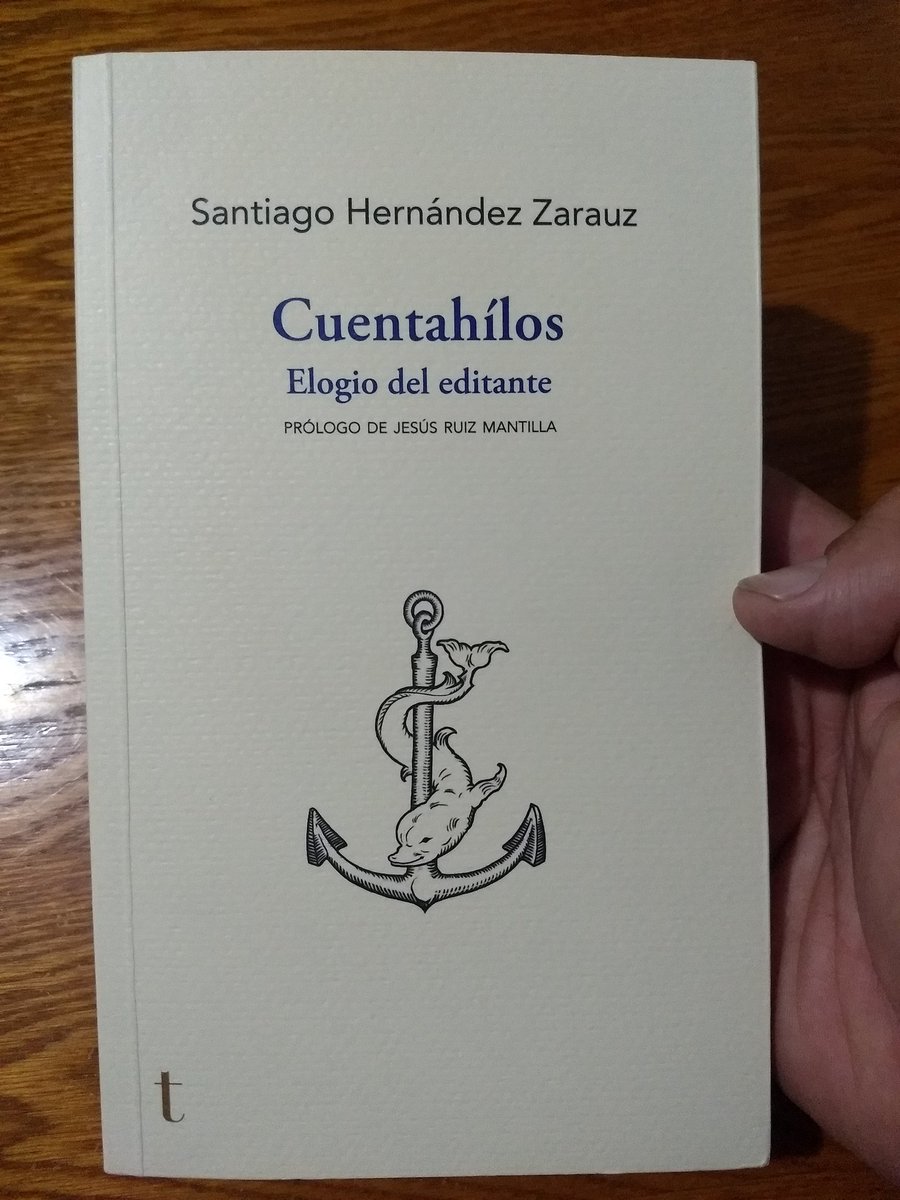 Santiago Hernández Zarauz
Cuentahílos
Elogio del editante
PRÓLOGO DE JESÚS RUIZ MANTILLA
t